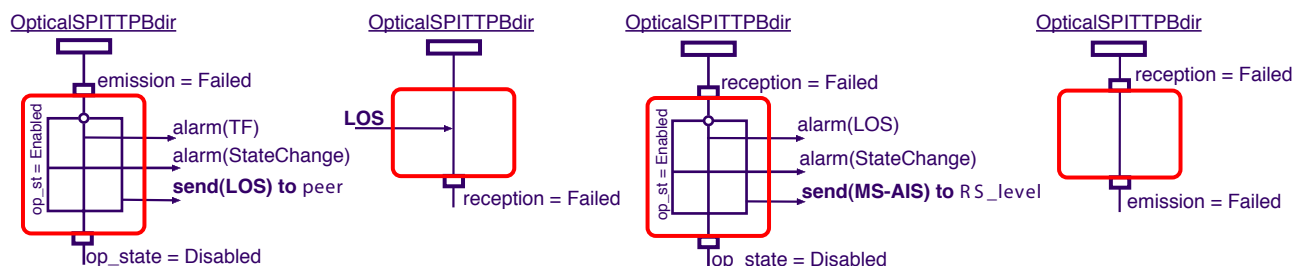 OpticalSPITTPBdir
emission = Failed
op_st = Enabled
alarm(TF)
alarm(StateChange)
send(LOS) to peer
op_state = Disabled
OpticalSPITTPBdir
LOS
reception = Failed
OpticalSPITTPBdir
reception = Failed
op_st = Enabled
alarm(LOS)
alarm(StateChange)
send(MS-AIS) to RS_level
op_state = Disabled
OpticalSPITTPBdir
reception = Failed
emission = Failed